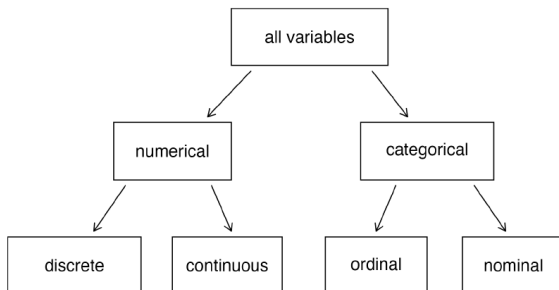 all variables
numerical
categorical
discrete
continuous
ordinal
nominal